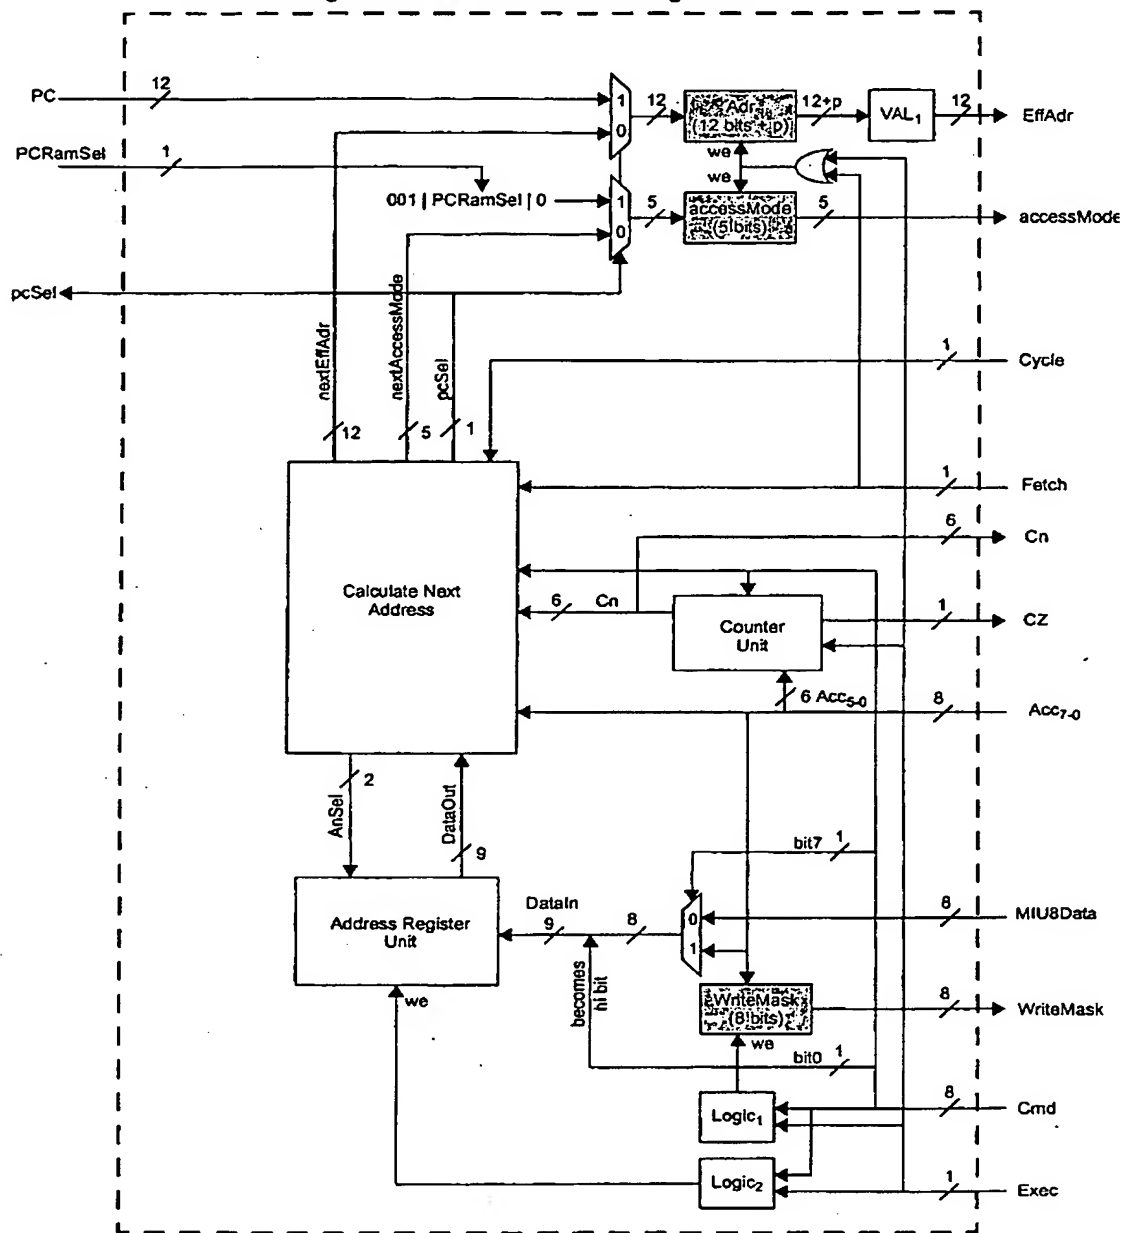 PC
12
1
0
12
Adr
(12 bits + p)
12+p
VAL1
12
EffAdr
PCRamSel
1
we
we
001 | PCRamSel | 0
1
0
5
accessMode
(5 bits)
5
accessMode
pcSel
nextEffAdr
nextAccessMode
pcSel
12
5
1
1
Cycle
1
Fetch
6
Cn
Calculate Next
Address
6
Cn
Counter
Unit
1
CZ
6 Acc5-0
8
Acc7-0
AnSel
2
DataOut
9
bit7
1
Address Register
Unit
DataIn
9
8
0
1
8
MIU8Data
becomes
hi bit
WriteMask
(8 bits)
8
WriteMask
we
we
bit0
1
Logic1
8
Cmd
Logic2
1
Exec